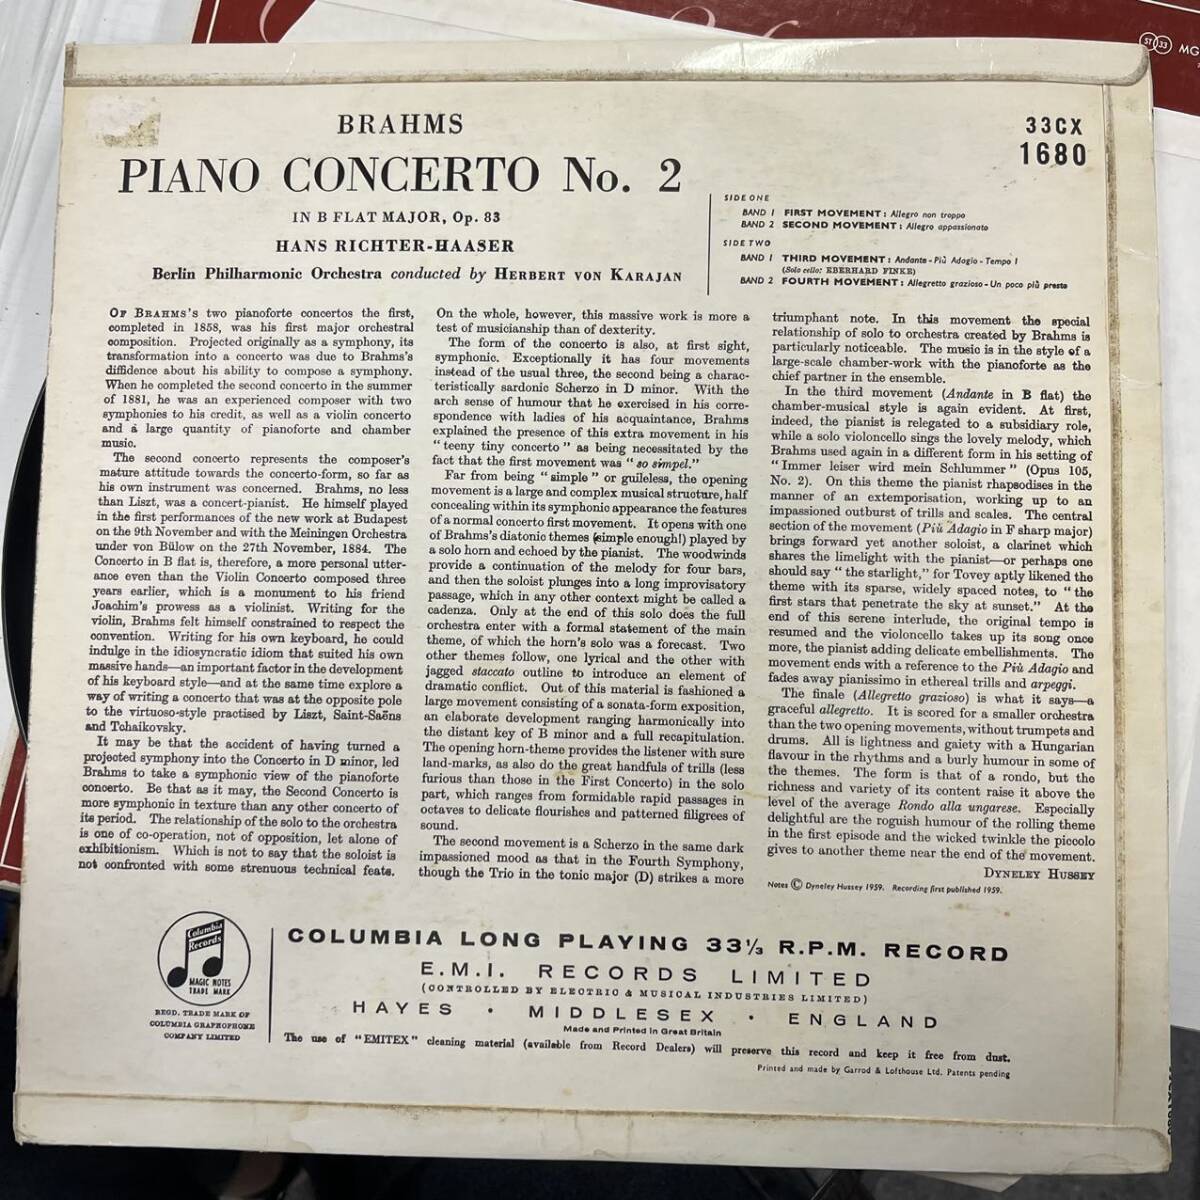 MG
BRAHMS
PIANO CONCERTO No. 2
IN B FLAT MAJOR, Op. 83
HANS RICHTER-HAASER
Berlin Philharmonic Orchestra conducted by HERBERT VON KARAJAN
33CX
1680
SIDE ONE
BAND 1 FIRST MOVEMENT : Allegro non troppo
BAND 2 SECOND MOVEMENT : Allegro appassionato
SIDE TWO
BAND 1 THIRD MOVEMENT : Andante - Più Adagio - Tempo I
(Solo cello: EBERHARD FINKE)
BAND 2 FOURTH MOVEMENT : Allegretto grazioso - Un poco più presto
OF BRAHMS'S two pianoforte concertos the first,
completed in 1858, was his first major orchestral
composition. Projected originally as a symphony, its
transformation into a concerto was due to Brahms's
diffidence about his ability to compose a symphony.
When he completed the second concerto in the summer
of 1881, he was an experienced composer with two
symphonies to his credit, as well as a violin concerto
and a large quantity of pianoforte and chamber
music.
The second concerto represents the composer's
mature attitude towards the concerto-form, so far as
his own instrument was concerned. Brahms, no less
than Liszt, was a concert-pianist. He himself played
in the first performances of the new work at Budapest
on the 9th November and with the Meiningen Orchestra
under von Bülow on the 27th November, 1884. The
Concerto in B flat is, therefore, a more personal utter-
ance even than the Violin Concerto composed three
years earlier, which is a monument to his friend
Joachim's prowess as a violinist. Writing for the
violin, Brahms felt himself constrained to respect the
convention. Writing for his own keyboard, he could
indulge in the idiosyncratic idiom that suited his own
massive hands—an important factor in the development
of his keyboard style—and at the same time explore a
way of writing a concerto that was at the opposite pole
to the virtuoso-style practised by Liszt, Saint-Saëns
and Tchaikovsky.
It may be that the accident of having turned a
projected symphony into the Concerto in D minor, led
Brahms to take a symphonic view of the pianoforte
concerto. Be that as it may, the Second Concerto is
more symphonic in texture than any other concerto of
its period. The relationship of the solo to the orchestra
is one of co-operation, not of opposition, let alone of
exhibitionism. Which is not to say that the soloist is
not confronted with some strenuous technical feats.
On the whole, however, this massive work is more a
test of musicianship than of dexterity.
The form of the concerto is also, at first sight,
symphonic. Exceptionally it has four movements
instead of the usual three, the second being a charac-
teristically sardonic Scherzo in D minor. With the
arch sense of humour that he exercised in his corre-
spondence with ladies of his acquaintance, Brahms
explained the presence of this extra movement in his
"teeny tiny concerto" as being necessitated by the
fact that the first movement was "so simpel."
Far from being "simple" or guileless, the opening
movement is a large and complex musical structure, half
concealing within its symphonic appearance the features
of a normal concerto first movement. It opens with one
of Brahms's diatonic themes (simple enough!) played by
a solo horn and echoed by the pianist. The woodwinds
provide a continuation of the melody for four bars,
and then the soloist plunges into a long improvisatory
passage, which in any other context might be called a
cadenza. Only at the end of this solo does the full
orchestra enter with a formal statement of the main
theme, of which the horn's solo was a forecast. Two
other themes follow, one lyrical and the other with
jagged staccato outline to introduce an element of
dramatic conflict. Out of this material is fashioned a
large movement consisting of a sonata-form exposition,
an elaborate development ranging harmonically into
the distant key of B minor and a full recapitulation.
The opening horn-theme provides the listener with sure
land-marks, as also do the great handfuls of trills (less
furious than those in the First Concerto) in the solo
part, which ranges from formidable rapid passages in
octaves to delicate flourishes and patterned filigrees of
sound.
The second movement is a Scherzo in the same dark
impassioned mood as that in the Fourth Symphony,
though the Trio in the tonic major (D) strikes a more
triumphant note. In this movement the special
relationship of solo to orchestra created by Brahms is
particularly noticeable. The music is in the style of a
large-scale chamber-work with the pianoforte as the
chief partner in the ensemble.
In the third movement (Andante in B flat) the
chamber-musical style is again evident. At first,
indeed, the pianist is relegated to a subsidiary role,
while a solo violoncello sings the lovely melody, which
Brahms used again in a different form in his setting of
"Immer leiser wird mein Schlummer" (Opus 105,
No. 2). On this theme the pianist rhapsodises in the
manner of an extemporisation, working up to an
impassioned outburst of trills and scales. The central
section of the movement (Più Adagio in F sharp major)
brings forward yet another soloist, a clarinet which
shares the limelight with the pianist—or perhaps one
should say "the starlight," for Tovey aptly likened the
theme with its sparse, widely spaced notes, to "the
first stars that penetrate the sky at sunset." At the
end of this serene interlude, the original tempo is
resumed and the violoncello takes up its song once
more, the pianist adding delicate embellishments. The
movement ends with a reference to the Più Adagio and
fades away pianissimo in ethereal trills and arpeggi.
The finale (Allegretto grazioso) is what it says—a
graceful allegretto. It is scored for a smaller orchestra
than the two opening movements, without trumpets and
drums. All is lightness and gaiety with a Hungarian
flavour in the rhythms and a burly humour in some of
the themes. The form is that of a rondo, but the
richness and variety of its content raise it above the
level of the average Rondo alla ungarese. Especially
delightful are the roguish humour of the rolling theme
in the first episode and the wicked twinkle the piccolo
gives to another theme near the end of the movement.
DYNELEY HUSSEY
Notes © Dyneley Hussey 1959. Recording first published 1959.
Columbia
Records
MAGIC NOTES
TRADE MARK
REGD. TRADE MARK OF
COLUMBIA GRAPHOPHONE
COMPANY LIMITED
COLUMBIA LONG PLAYING 33⅓ R.P.M. RECORD
E.M.I. RECORDS LIMITED
(CONTROLLED BY ELECTRIC & MUSICAL INDUSTRIES LIMITED)
HAYES · MIDDLESEX · ENGLAND
Made and Printed in Great Britain
The use of "EMITEX" cleaning material (available from Record Dealers) will preserve this record and keep it free from dust.
Printed and made by Garrod & Lofthouse Ltd. Patents pending